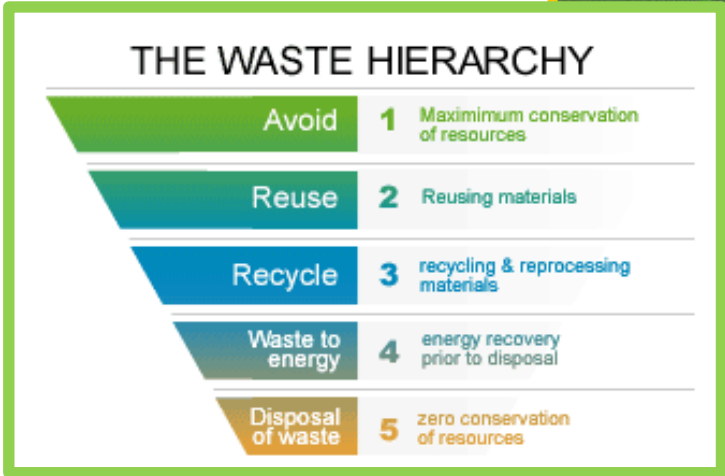 THE WASTE HIERARCHY
Avoid
1
Maximimum conservation
of resources
Reuse
2
Reusing materials
Recycle
3
recycling & reprocessing
materials
Waste to
energy
4
energy recovery
prior to disposal
Disposal
of waste
5
zero conservation
of resources